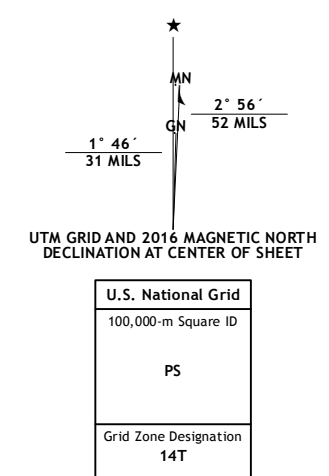 ★
MN
2° 56´
52 MILS
GN
1° 46´
31 MILS
UTM GRID AND 2016 MAGNETIC NORTH
DECLINATION AT CENTER OF SHEET
U.S. National Grid
100,000-m Square ID
PS
Grid Zone Designation
14T